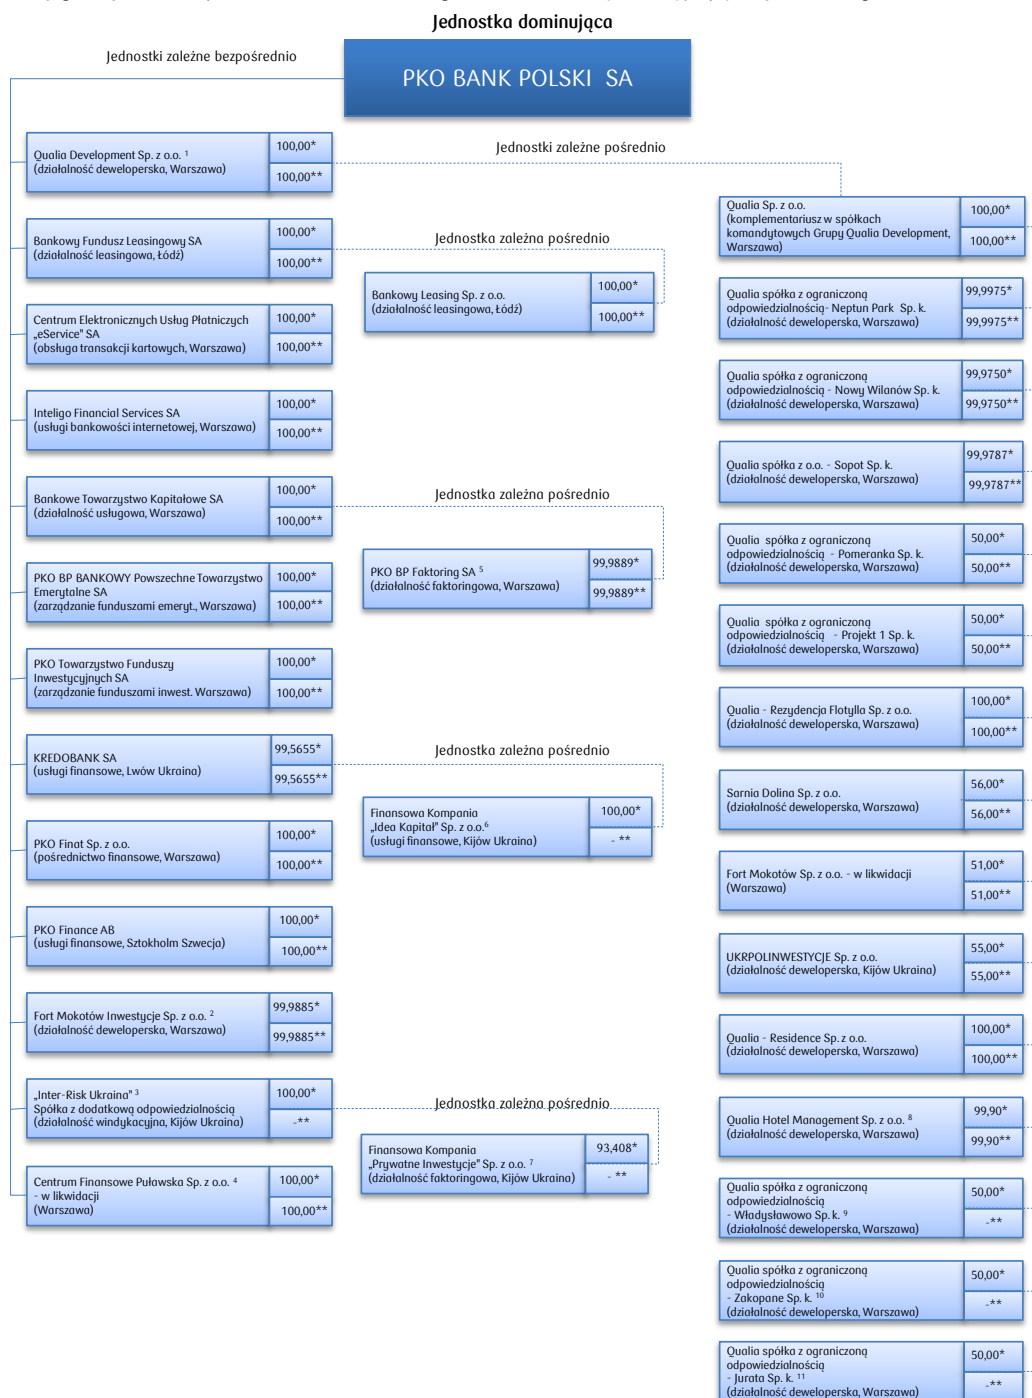 Jednostka dominująca
Jednostki zależne bezpośrednio
PKO BANK POLSKI SA
Qualia Development Sp. z o.o. 1
(działalność deweloperska, Warszawa)
100,00*
100,00**
Bankowy Fundusz Leasingowy SA
(działalność leasingowa, Łódź)
100,00*
100,00**
Centrum Elektronicznych Usług Płatniczych
„eService" SA
(obsługa transakcji kartowych, Warszawa)
100,00*
100,00**
Inteligo Financial Services SA
(usługi bankowości internetowej, Warszawa)
100,00*
100,00**
Bankowe Towarzystwo Kapitałowe SA
(działalność usługowa, Warszawa)
100,00*
100,00**
PKO BP BANKOWY Powszechne Towarzystwo
Emerytalne SA
(zarządzanie funduszami emeryt., Warszawa)
100,00*
100,00**
PKO Towarzystwo Funduszy
Inwestycyjnych SA
(zarządzanie funduszami inwest. Warszawa)
100,00*
100,00**
KREDOBANK SA
(usługi finansowe, Lwów Ukraina)
99,5655*
99,5655**
PKO Finat Sp. z o.o.
(pośrednictwo finansowe, Warszawa)
100,00*
100,00**
PKO Finance AB
(usługi finansowe, Sztokholm Szwecja)
100,00*
100,00**
Fort Mokotów Inwestycje Sp. z o.o. 2
(działalność deweloperska, Warszawa)
99,9885*
99,9885**
„Inter-Risk Ukraina" 3
Spółka z dodatkową odpowiedzialnością
(działalność windykacyjna, Kijów Ukraina)
100,00*
-**
Centrum Finansowe Puławska Sp. z o.o. 4
- w likwidacji
(Warszawa)
100,00*
100,00**
Jednostki zależne pośrednio
Jednostka zależna pośrednio
Bankowy Leasing Sp. z o.o.
(działalność leasingowa, Łódź)
100,00*
100,00**
Jednostka zależna pośrednio
PKO BP Faktoring SA 5
(działalność faktoringowa, Warszawa)
99,9889*
99,9889**
Jednostka zależna pośrednio
Finansowa Kompania
„Idea Kapitał" Sp. z o.o.6
(usługi finansowe, Kijów Ukraina)
100,00*
- **
Jednostka zależna pośrednio
Finansowa Kompania
„Prywatne Inwestycje" Sp. z o.o. 7
(działalność faktoringowa, Kijów Ukraina)
93,408*
- **
Qualia Sp. z o.o.
(komplementariusz w spółkach
komandytowych Grupy Qualia Development,
Warszawa)
100,00*
100,00**
Qualia spółka z ograniczoną
odpowiedzialnością- Neptun Park Sp. k.
(działalność deweloperska, Warszawa)
99,9975*
99,9975**
Qualia spółka z ograniczoną
odpowiedzialnością - Nowy Wilanów Sp. k.
(działalność deweloperska, Warszawa)
99,9750*
99,9750**
Qualia spółka z o.o. - Sopot Sp. k.
(działalność deweloperska, Warszawa)
99,9787*
99,9787**
Qualia spółka z ograniczoną
odpowiedzialnością - Pomeranka Sp. k.
(działalność deweloperska, Warszawa)
50,00*
50,00**
Qualia spółka z ograniczoną
odpowiedzialnością - Projekt 1 Sp. k.
(działalność deweloperska, Warszawa)
50,00*
50,00**
Qualia - Rezydencja Flotylla Sp. z o.o.
(działalność deweloperska, Warszawa)
100,00*
100,00**
Sarnia Dolina Sp. z o.o.
(działalność deweloperska, Warszawa)
56,00*
56,00**
Fort Mokotów Sp. z o.o. - w likwidacji
(Warszawa)
51,00*
51,00**
UKRPOLINWESTYCJE Sp. z o.o.
(działalność deweloperska, Kijów Ukraina)
55,00*
55,00**
Qualia - Residence Sp. z o.o.
(działalność deweloperska, Warszawa)
100,00*
100,00**
Qualia Hotel Management Sp. z o.o. 8
(działalność deweloperska, Warszawa)
99,90*
99,90**
Qualia spółka z ograniczoną
odpowiedzialnością
- Władysławowo Sp. k. 9
(działalność deweloperska, Warszawa)
50,00*
-**
Qualia spółka z ograniczoną
odpowiedzialnością
- Zakopane Sp. k. 10
(działalność deweloperska, Warszawa)
50,00*
-**
Qualia spółka z ograniczoną
odpowiedzialnością
- Jurata Sp. k. 11
(działalność deweloperska, Warszawa)
50,00*
-**